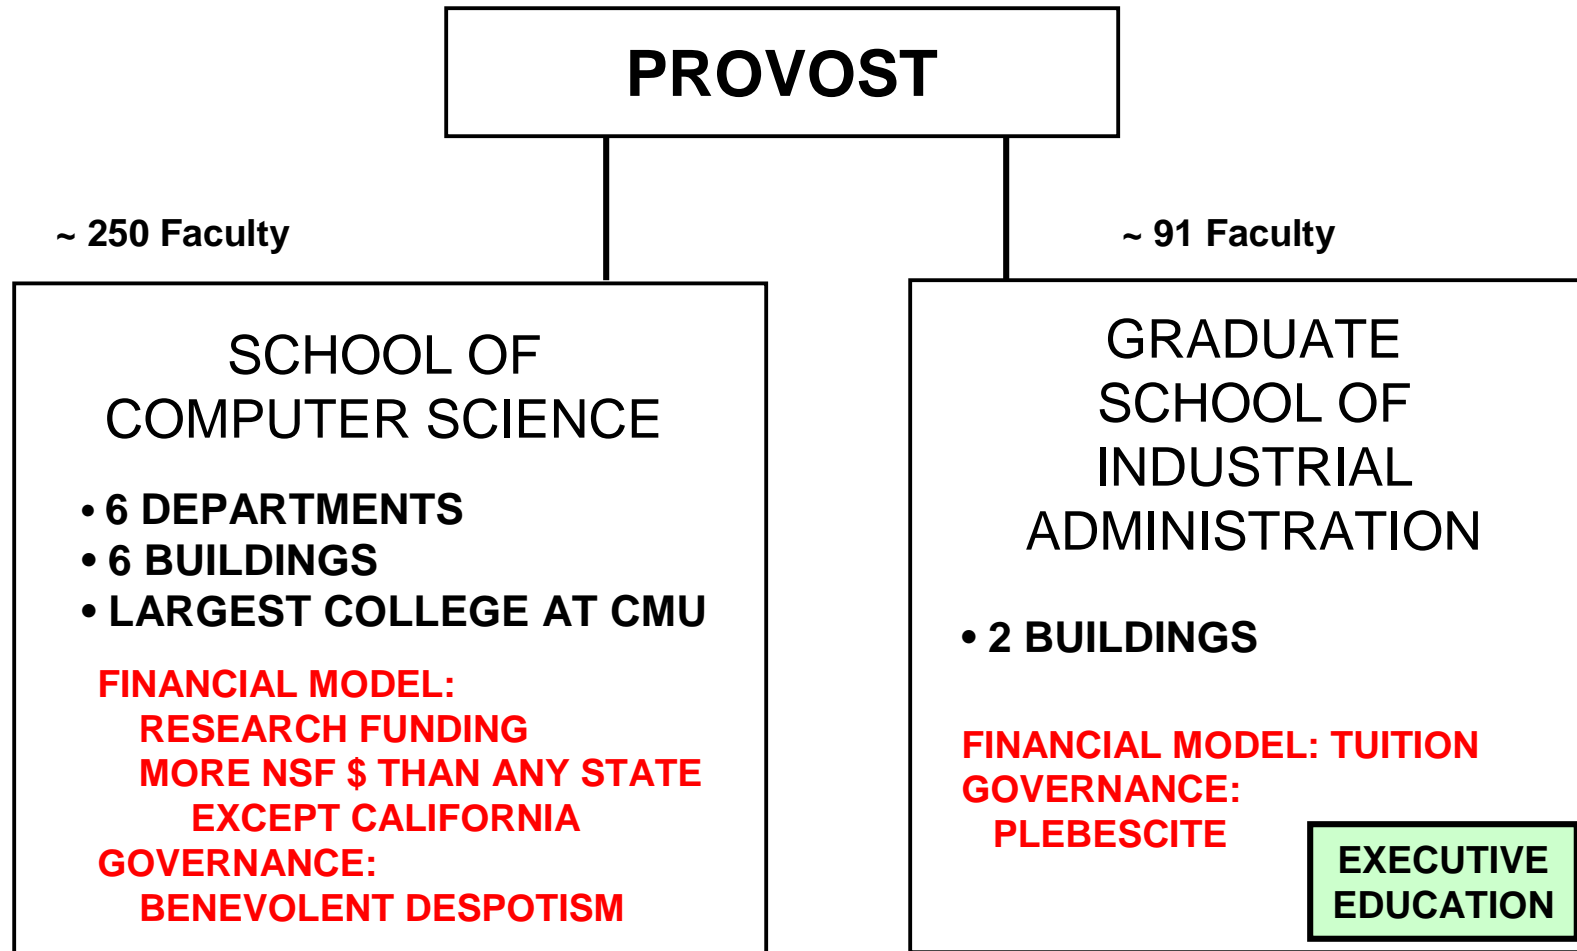 PROVOST
~ 250 Faculty
SCHOOL OF
COMPUTER SCIENCE
• 6 DEPARTMENTS
• 6 BUILDINGS
• LARGEST COLLEGE AT CMU
FINANCIAL MODEL:
RESEARCH FUNDING
MORE NSF $ THAN ANY STATE
EXCEPT CALIFORNIA
GOVERNANCE:
BENEVOLENT DESPOTISM
~ 91 Faculty
GRADUATE
SCHOOL OF
INDUSTRIAL
ADMINISTRATION
• 2 BUILDINGS
FINANCIAL MODEL: TUITION
GOVERNANCE:
PLEBESCITE
EXECUTIVE
EDUCATION